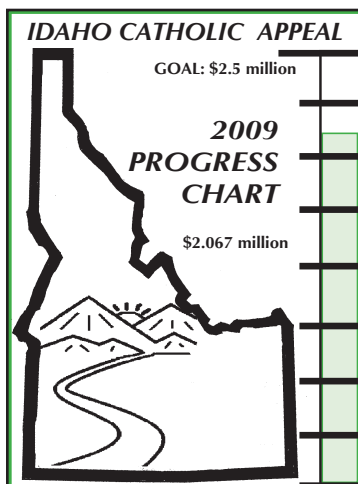 IDAHO CATHOLIC APPEAL
GOAL: $2.5 million
2009
PROGRESS
CHART
$2.067 million